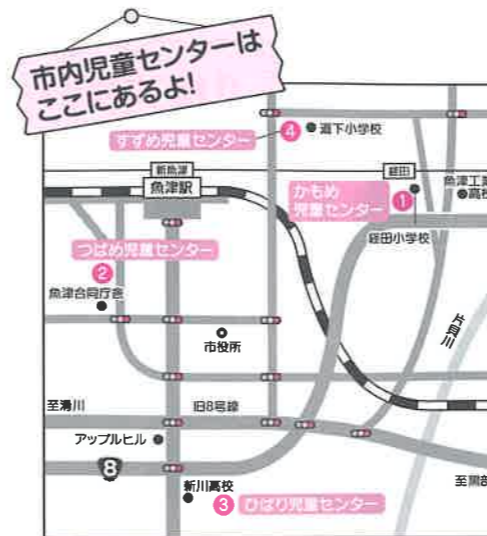 市内児童センターは
ここにあるよ!
すずめ児童センター
④
道下小学校
新魚津
魚津駅
経田
かもめ
児童センター
①
魚津工業
高校
経田小学校
つばめ児童センター
②
魚津合同庁舎
市役所
片貝川
至滑川
旧8号線
アップルヒル
8
新川高校
③
ひばり児童センター
至黒部